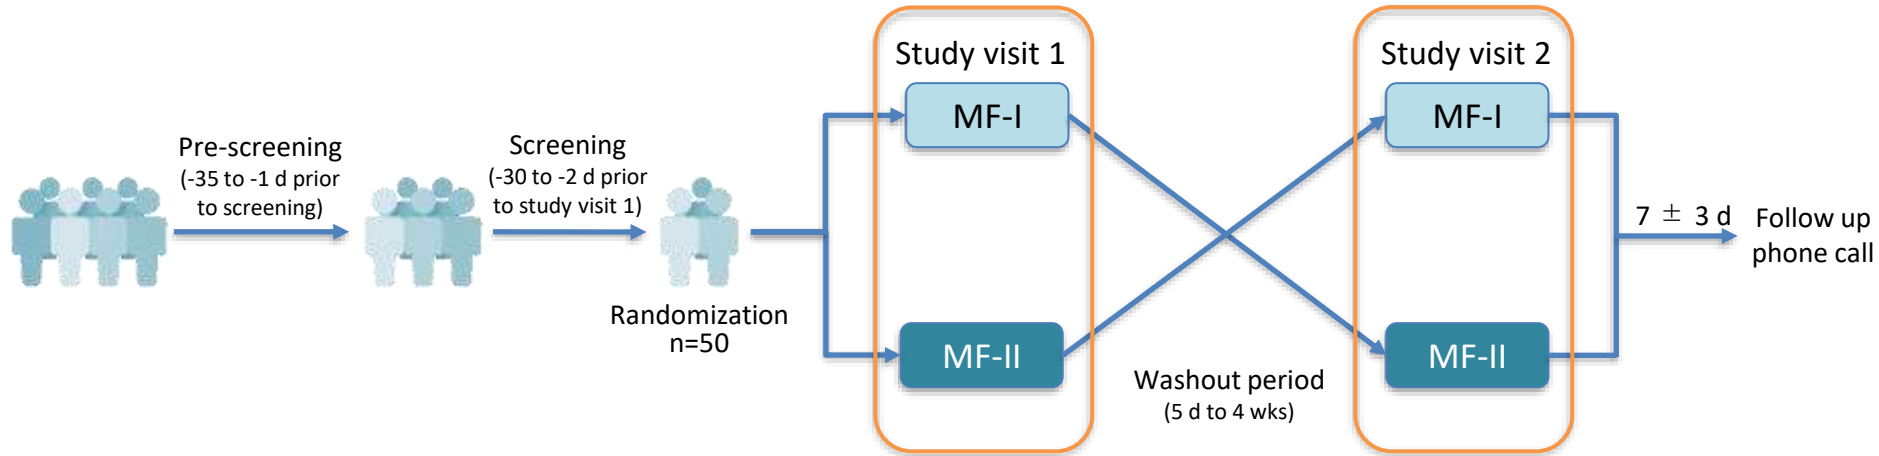 Pre-screening
(-35 to -1 d prior
to screening)
Screening
(-30 to -2 d prior
to study visit 1)
Randomization
n=50
Study visit 1
MF-I
MF-II
Washout period
(5 d to 4 wks)
Study visit 2
MF-I
MF-II
7 ± 3 d
Follow up
phone call